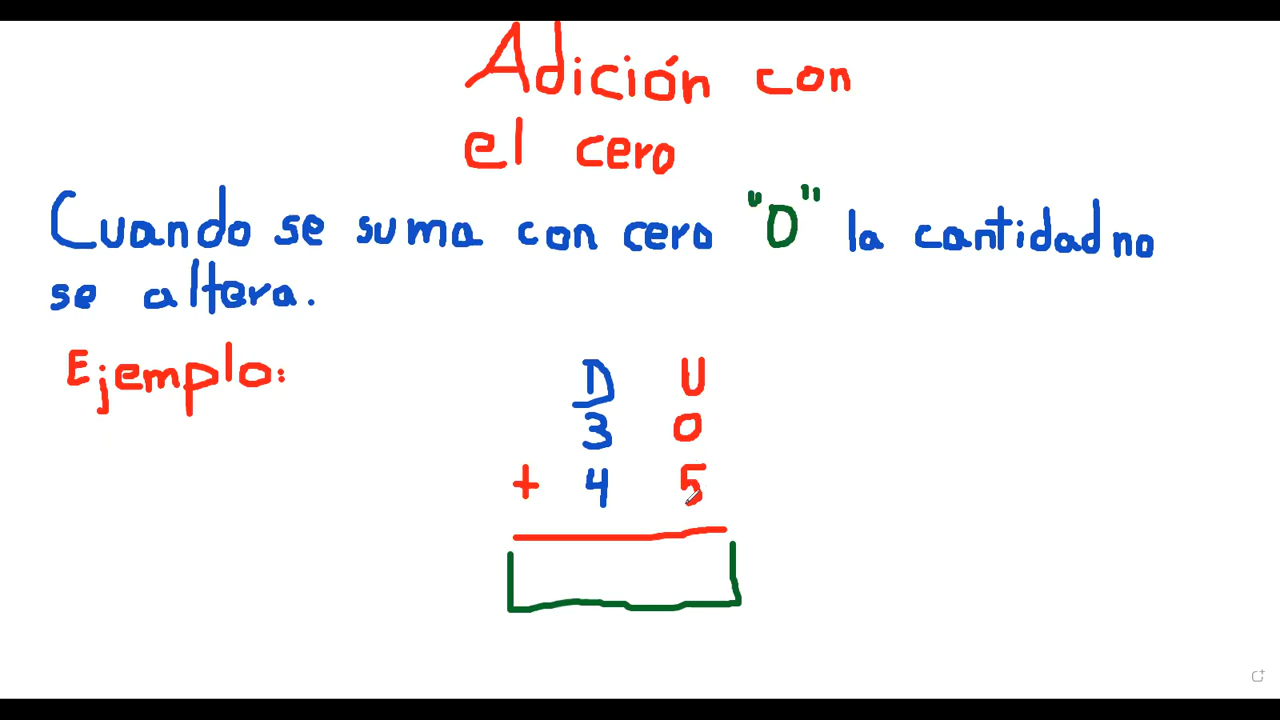 Adición con
el cero
Cuando se suma con cero "0" la cantidad no
se altera.
Ejemplo:
D U
3 0
+ 4 5